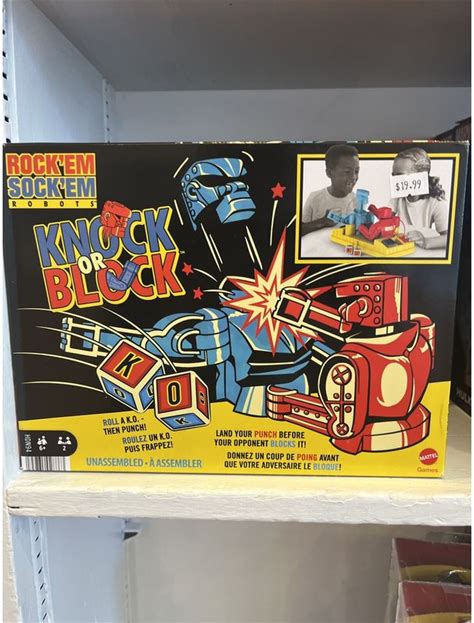 ROCK'EM
SOCK'EM
ROBOTS
$19.99
KNOCK
OR
BLOCK
K
O
K
ROLL A K.O. -
THEN PUNCH!
ROULEZ UN K.O.
PUIS FRAPPEZ!
LAND YOUR PUNCH BEFORE
YOUR OPPONENT BLOCKS IT!
DONNEZ UN COUP DE POING AVANT
QUE VOTRE ADVERSAIRE LE BLOQUE!
6+
2
UNASSEMBLED • À ASSEMBLER
MATTEL
Games